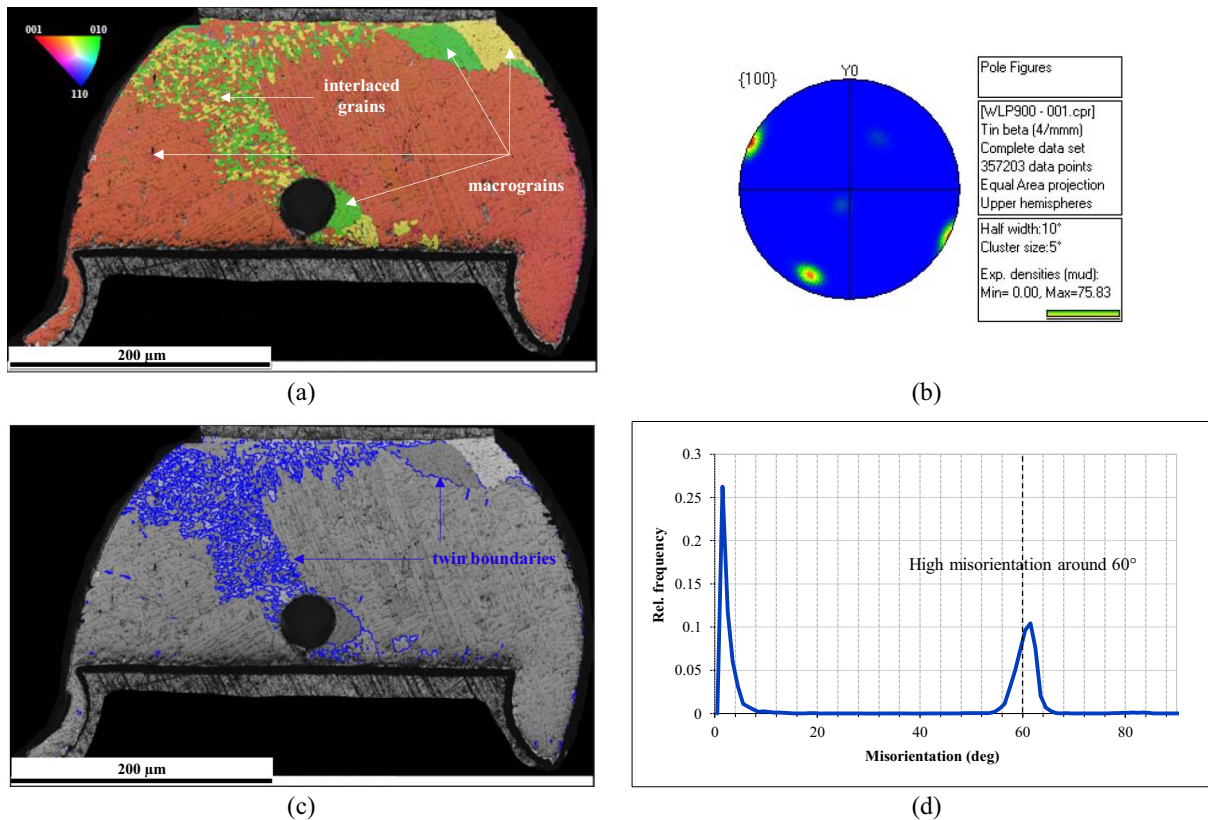 001
010
110
interlaced
grains
macrograins
200 µm
(a)
{100}
Y0
Pole Figures
[WLP900 - 001.cpr]
Tin beta (4/mmm)
Complete data set
357203 data points
Equal Area projection
Upper hemispheres
Half width:10°
Cluster size:5°
Exp. densities (mud):
Min= 0.00, Max=75.83
(b)
twin boundaries
200 µm
(c)
0.3
0.25
0.2
0.15
0.1
0.05
0
Rel. frequency
High misorientation around 60°
0
20
40
60
80
Misorientation (deg)
(d)